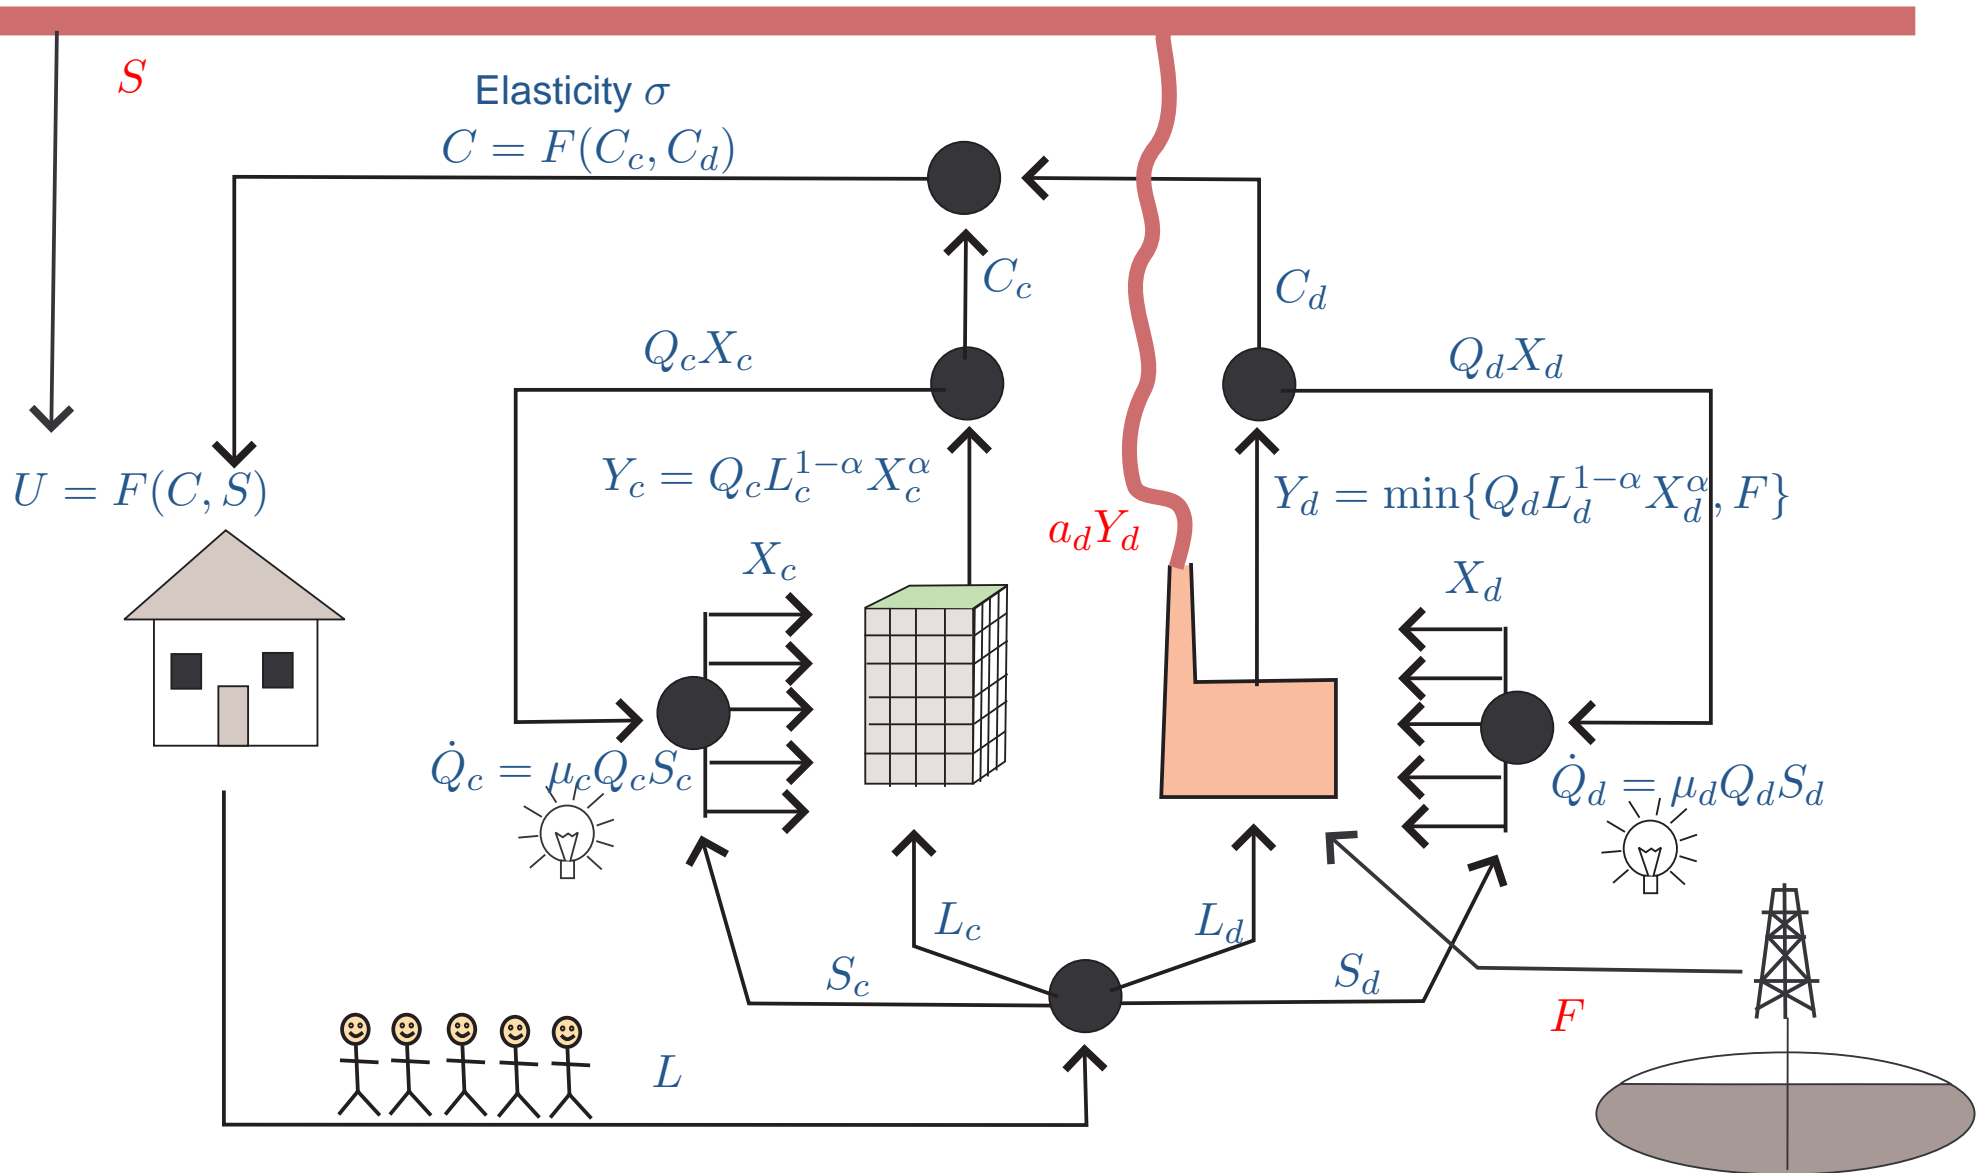 S
Elasticity σ
C = F(C_c, C_d)
C_c
C_d
Q_cX_c
Q_dX_d
U = F(C, S)
Y_c = Q_cL_c^{1−α}X_c^α
Y_d = min{Q_dL_d^{1−α}X_d^α, F}
a_dY_d
X_c
X_d
Q̇_c = μ_cQ_cS_c
Q̇_d = μ_dQ_dS_d
L_c
L_d
S_c
S_d
F
L